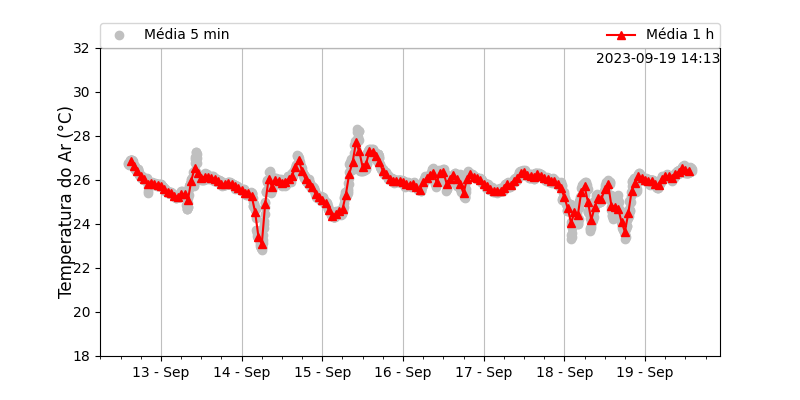 Média 5 min
Média 1 h
2023-09-19 14:13
Temperatura do Ar (°C)
32
30
28
26
24
22
20
18
13 - Sep
14 - Sep
15 - Sep
16 - Sep
17 - Sep
18 - Sep
19 - Sep